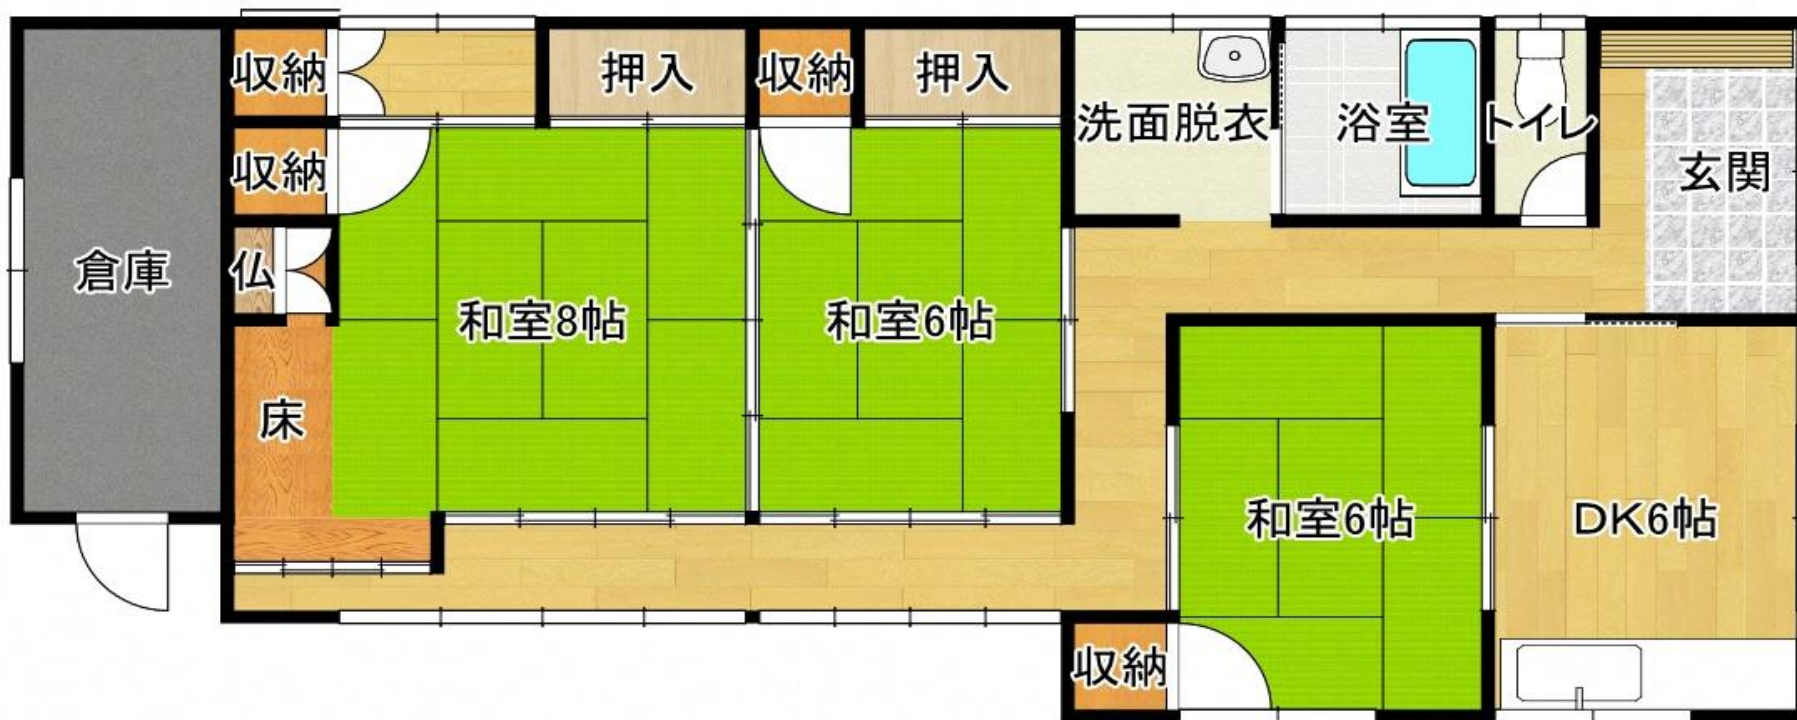 収納
押入
収納
押入
洗面脱衣
浴室
トイレ
玄関
収納
倉庫
仏
和室8帖
和室6帖
床
和室6帖
DK6帖
収納